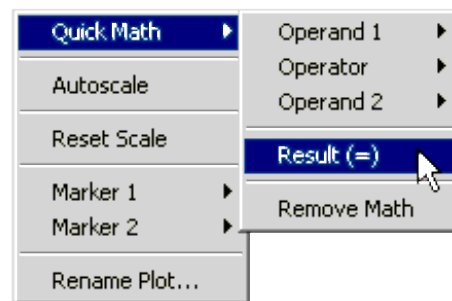 Quick Math
Autoscale
Reset Scale
Marker 1
Marker 2
Rename Plot...
Operand 1
Operator
Operand 2
Result (=)
Remove Math